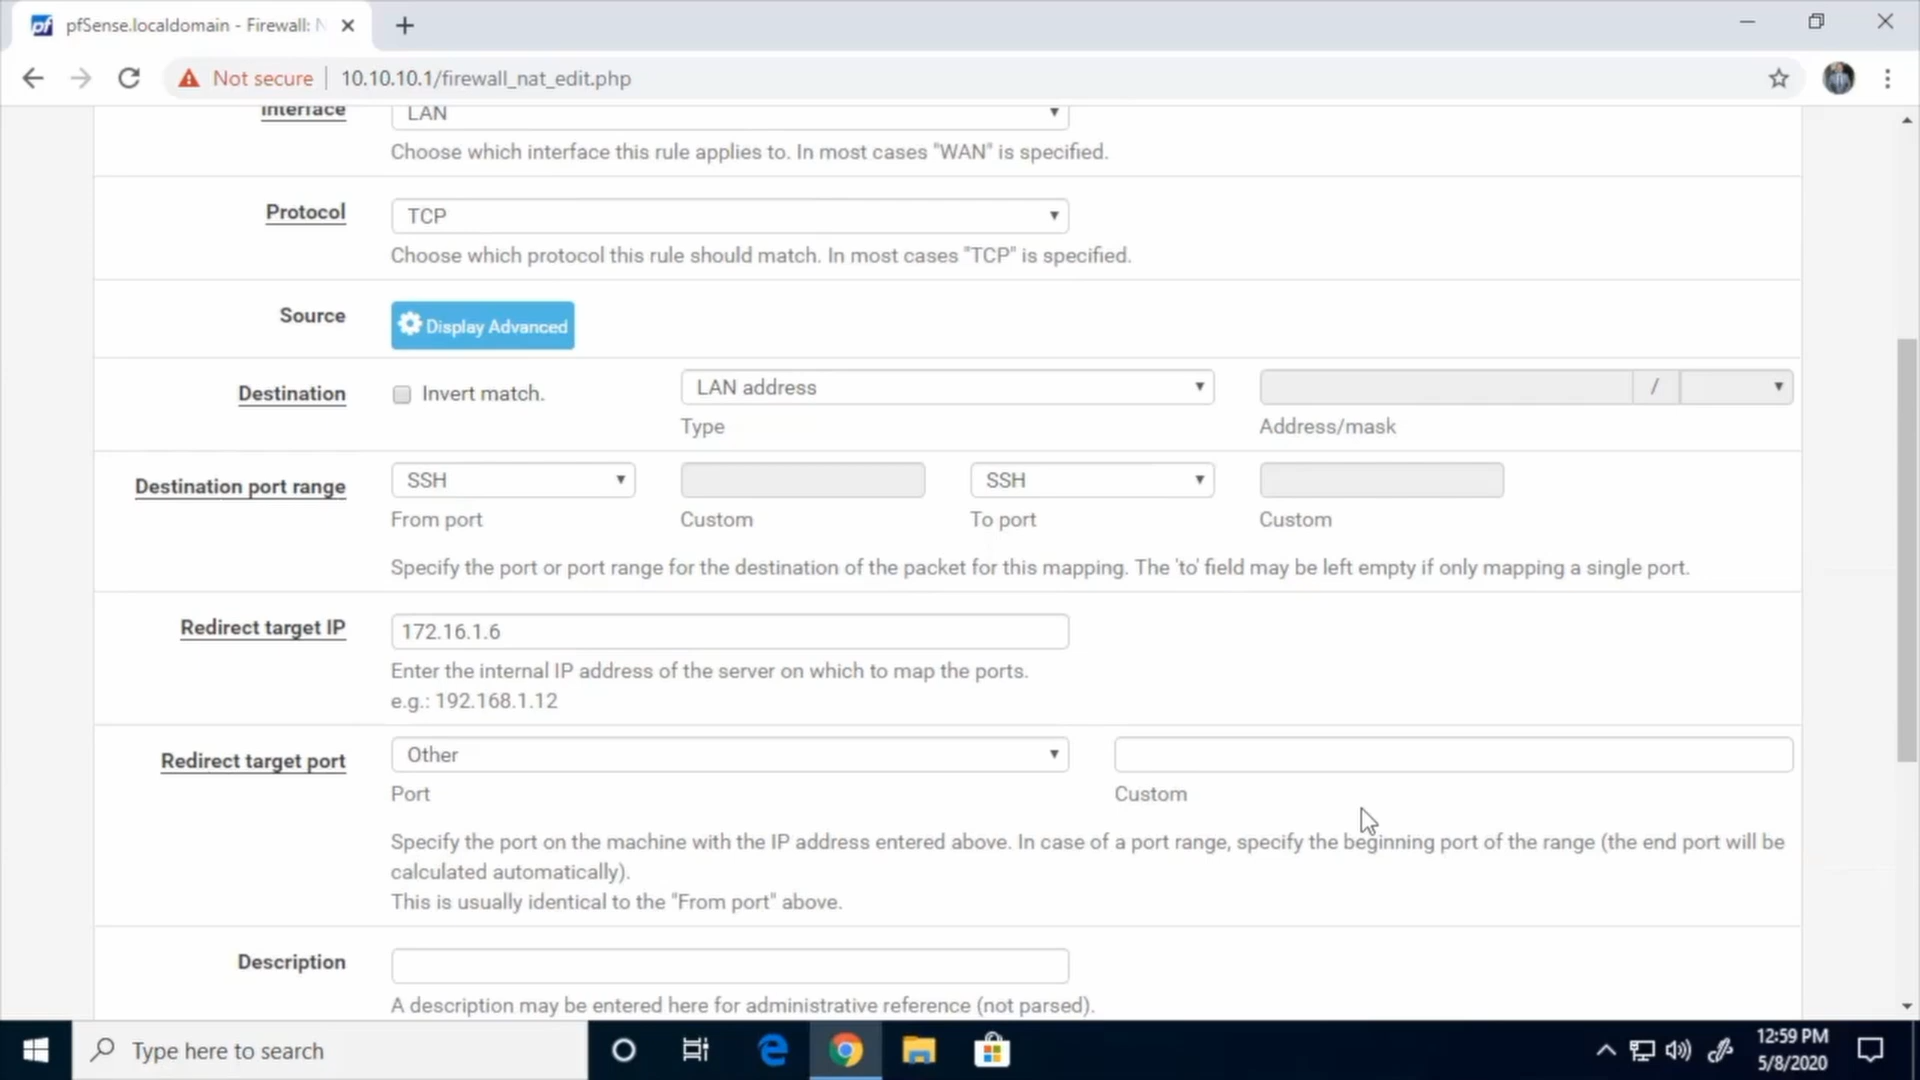 pfSense.localdomain - Firewall: N
Not secure
10.10.10.1/firewall_nat_edit.php
Interface
LAN
Choose which interface this rule applies to. In most cases "WAN" is specified.
Protocol
TCP
Choose which protocol this rule should match. In most cases "TCP" is specified.
Source
Display Advanced
Destination
Invert match.
LAN address
/
Type
Address/mask
Destination port range
SSH
SSH
From port
Custom
To port
Custom
Specify the port or port range for the destination of the packet for this mapping. The 'to' field may be left empty if only mapping a single port.
Redirect target IP
172.16.1.6
Enter the internal IP address of the server on which to map the ports.
e.g.: 192.168.1.12
Redirect target port
Other
Port
Custom
Specify the port on the machine with the IP address entered above. In case of a port range, specify the beginning port of the range (the end port will be
calculated automatically).
This is usually identical to the "From port" above.
Description
A description may be entered here for administrative reference (not parsed).
Type here to search
12:59 PM
5/8/2020